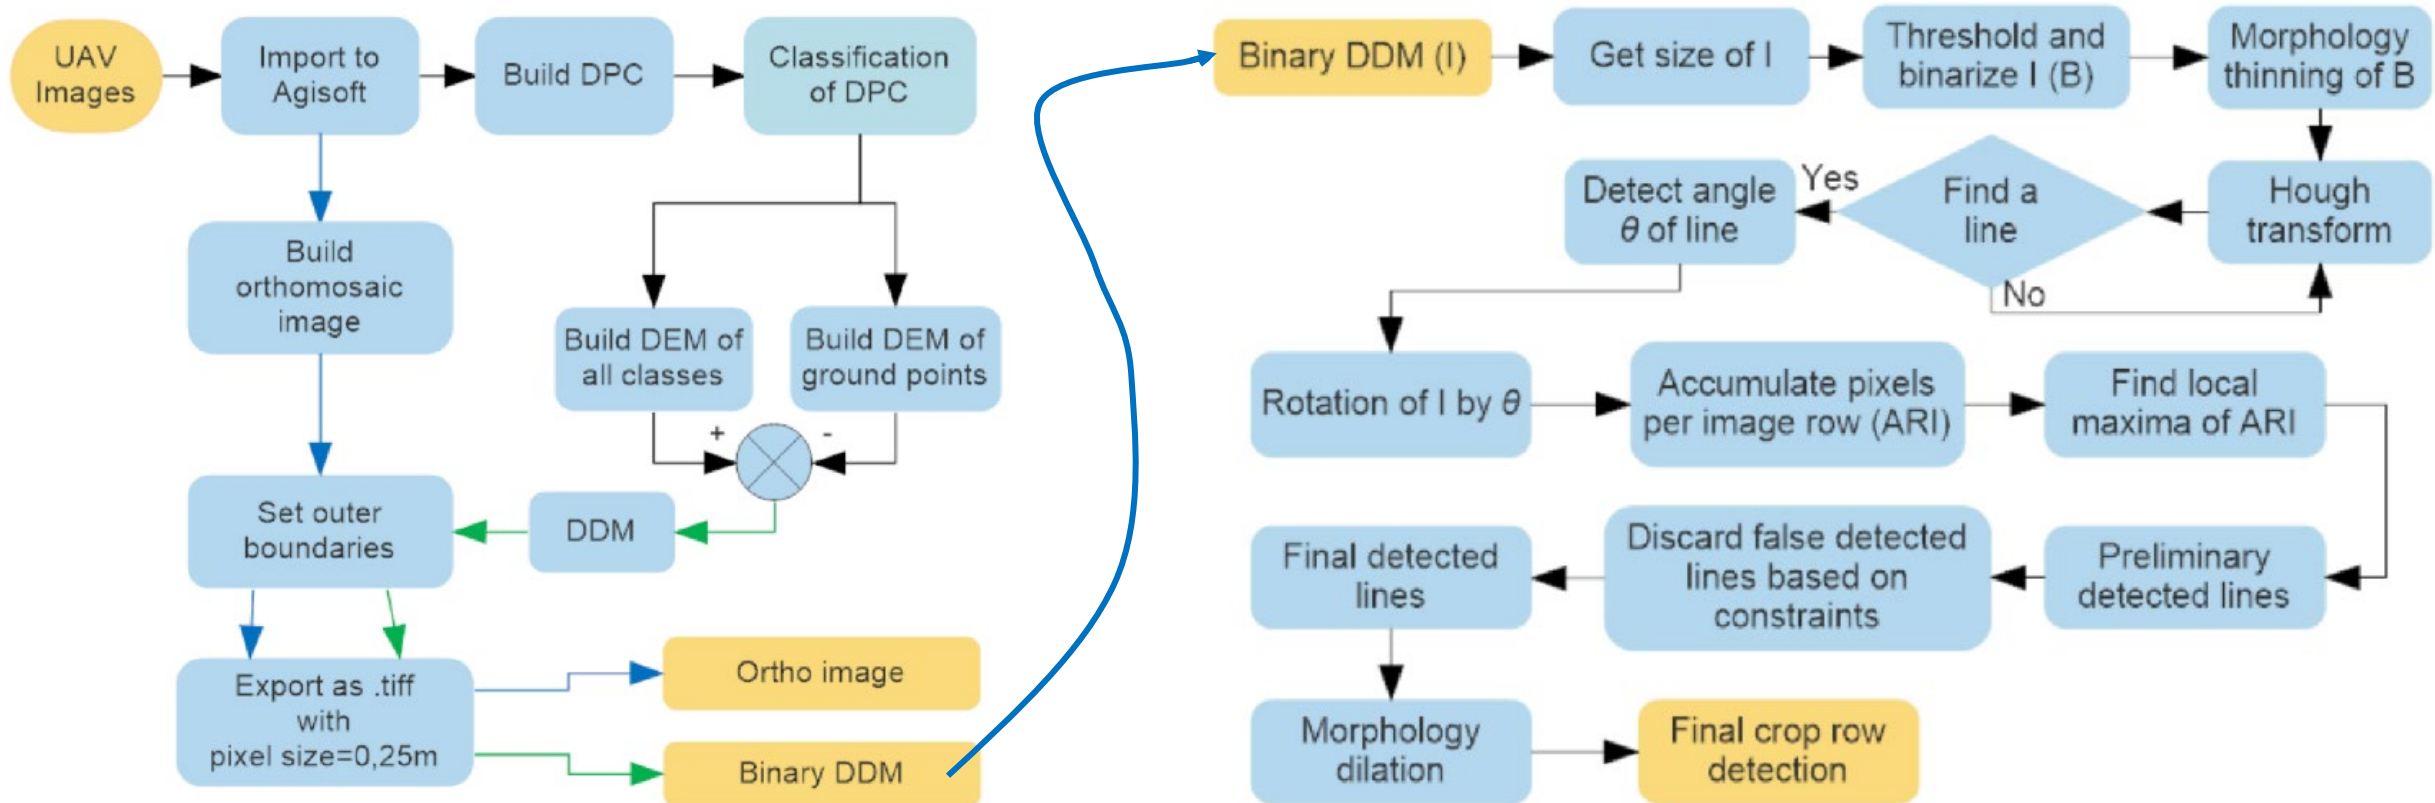 UAV
Images
Import to
Agisoft
Build DPC
Classification
of DPC
Build
orthomosaic
image
Build DEM of
all classes
Build DEM of
ground points
+
-
Set outer
boundaries
DDM
Export as .tiff
with
pixel size=0,25m
Ortho image
Binary DDM
Binary DDM (I)
Get size of I
Threshold and
binarize I (B)
Morphology
thinning of B
Hough
transform
Find a
line
Yes
No
Detect angle
θ of line
Rotation of I by θ
Accumulate pixels
per image row (ARI)
Find local
maxima of ARI
Preliminary
detected lines
Discard false detected
lines based on
constraints
Final detected
lines
Morphology
dilation
Final crop row
detection